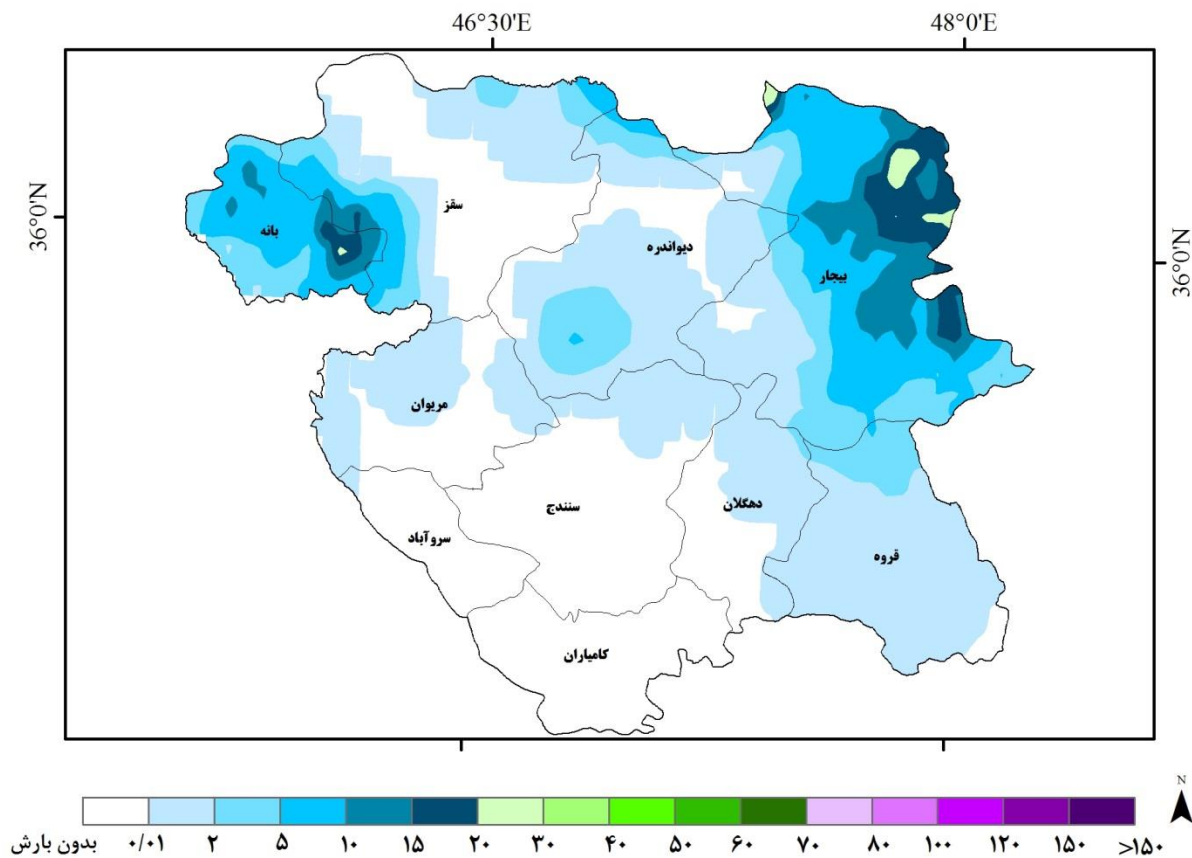 46°30'E 48°0'E
36°0'N
36°0'N
سقز
بانه
دیواندره
بیجار
مریوان
سنندج
دهگلان
سروآباد
قروه
کامیاران
N
بدون بارش ۰/۰۱ ۲ ۵ ۱۰ ۱۵ ۲۰ ۳۰ ۴۰ ۵۰ ۶۰ ۷۰ ۸۰ ۱۰۰ ۱۲۰ ۱۵۰ >۱۵۰